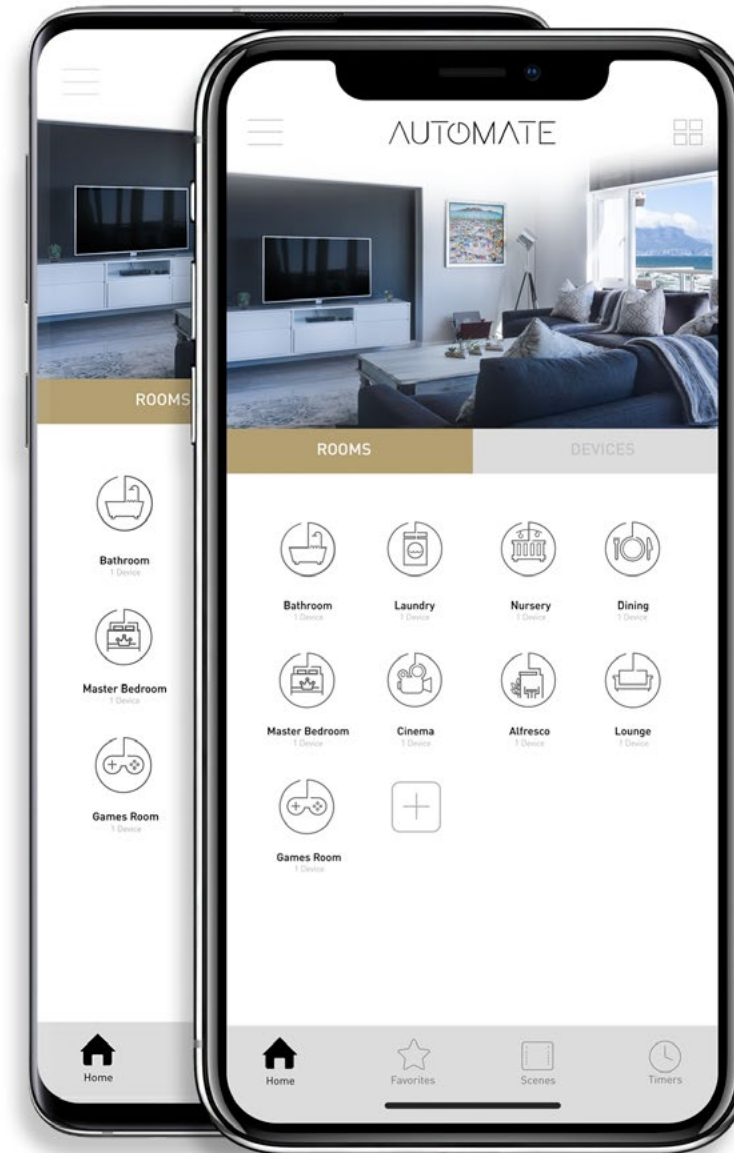 ROOMS
Bathroom
1 Device
Master Bedroom
1 Device
Games Room
1 Device
Home
AUTOMATE
ROOMS DEVICES
Bathroom Laundry Nursery Dining
1 Device 1 Device 1 Device 1 Device
Master Bedroom Cinema Alfresco Lounge
1 Device 1 Device 1 Device 1 Device
Games Room
1 Device
Home Favorites Scenes Timers